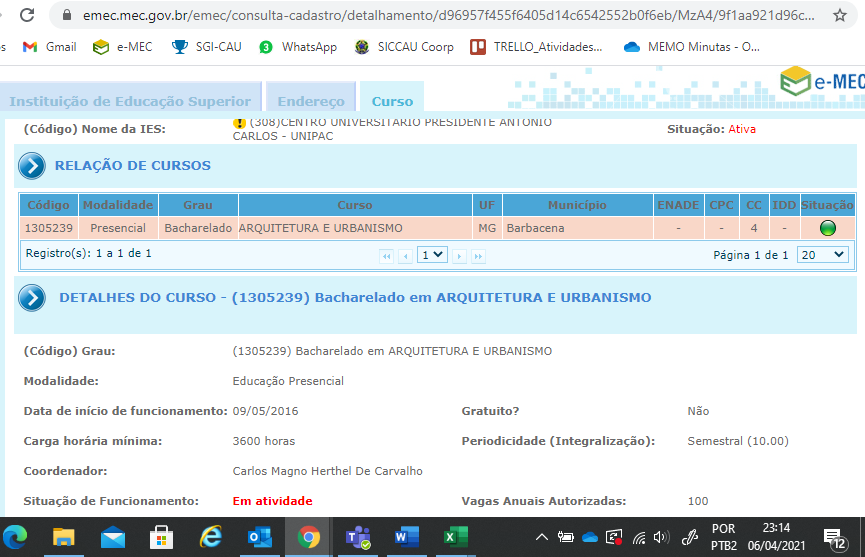 emec.mec.gov.br/emec/consulta-cadastro/detalhamento/d96957f455f6405d14c6542552b0f6eb/MzA4/9f1aa921d96c...
s Gmail e-MEC SGI-CAU WhatsApp SICCAU Coorp TRELLO_Atividades... MEMO Minutas - O...
e-MEC
Instituição de Educação Superior Endereço Curso
(Código) Nome da IES: (308)CENTRO UNIVERSITÁRIO PRESIDENTE ANTÔNIO CARLOS - UNIPAC Situação: Ativa
RELAÇÃO DE CURSOS
Código Modalidade Grau Curso UF Município ENADE CPC CC IDD Situação
1305239 Presencial Bacharelado ARQUITETURA E URBANISMO MG Barbacena - - 4 -
Registro(s): 1 a 1 de 1 1 Página 1 de 1 20
DETALHES DO CURSO - (1305239) Bacharelado em ARQUITETURA E URBANISMO
(Código) Grau: (1305239) Bacharelado em ARQUITETURA E URBANISMO
Modalidade: Educação Presencial
Data de início de funcionamento: 09/05/2016 Gratuito? Não
Carga horária mínima: 3600 horas Periodicidade (Integralização): Semestral (10.00)
Coordenador: Carlos Magno Herthel De Carvalho
Situação de Funcionamento: Em atividade Vagas Anuais Autorizadas: 100
POR 23:14
PTB2 06/04/2021 12